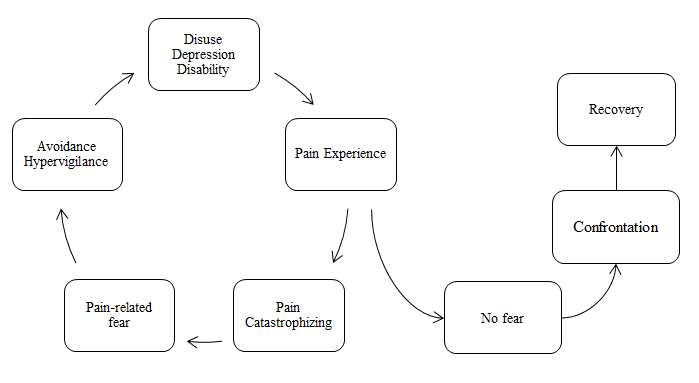 Disuse
Depression
Disability
Recovery
Avoidance
Hypervigilance
Pain Experience
Confrontation
Pain-related
fear
Pain
Catastrophizing
No fear